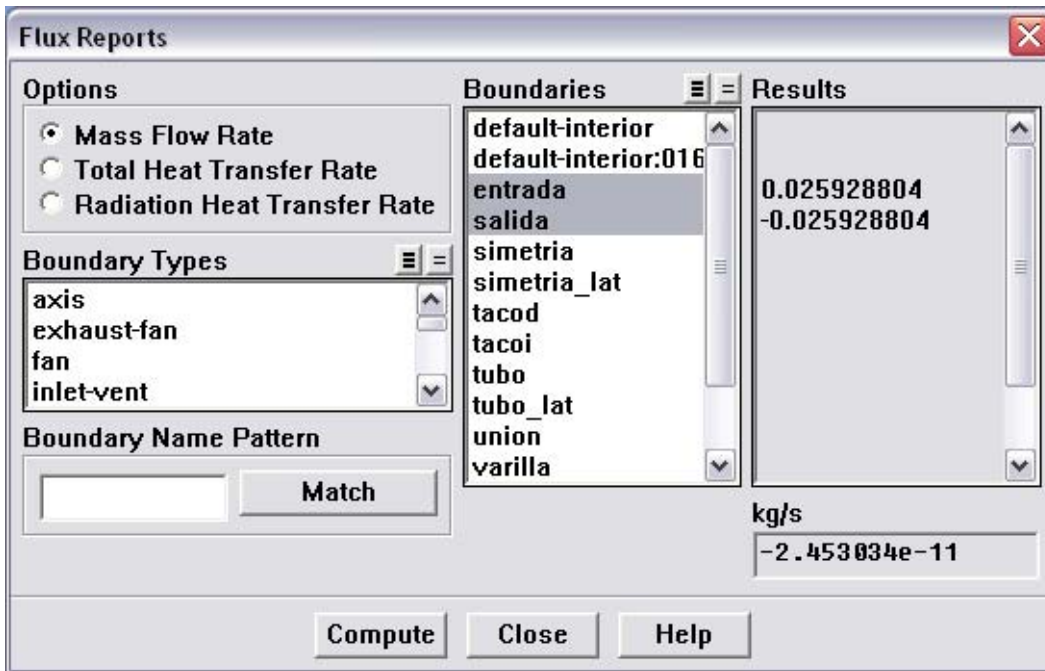 Flux Reports
Options
Mass Flow Rate
Total Heat Transfer Rate
Radiation Heat Transfer Rate
Boundary Types
axis
exhaust-fan
fan
inlet-vent
Boundary Name Pattern
Match
Boundaries
default-interior
default-interior:016
entrada
salida
simetria
simetria_lat
tacod
tacoi
tubo
tubo_lat
union
varilla
Results
0.025928804
-0.025928804
kg/s
-2.453034e-11
Compute Close Help